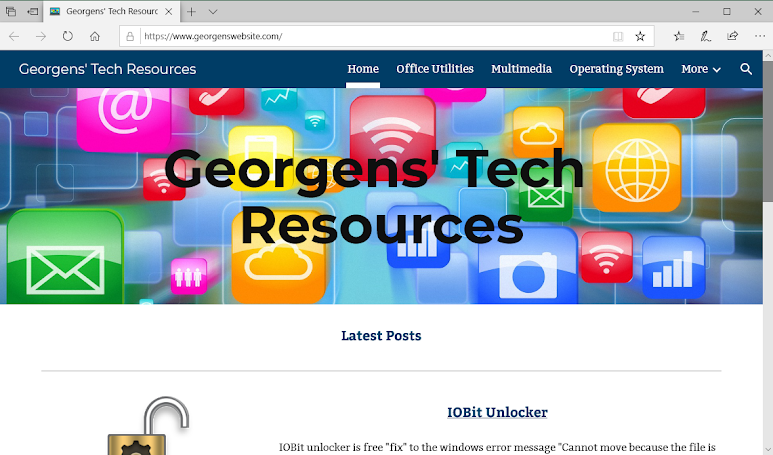 Georgens' Tech Resourc
https://www.georgenswebsite.com/
Georgens' Tech Resources
Home Office Utilities Multimedia Operating System More
@
Georgens' Tech
Resources
Latest Posts
IOBit Unlocker
IOBit unlocker is free "fix" to the windows error message "Cannot move because the file is